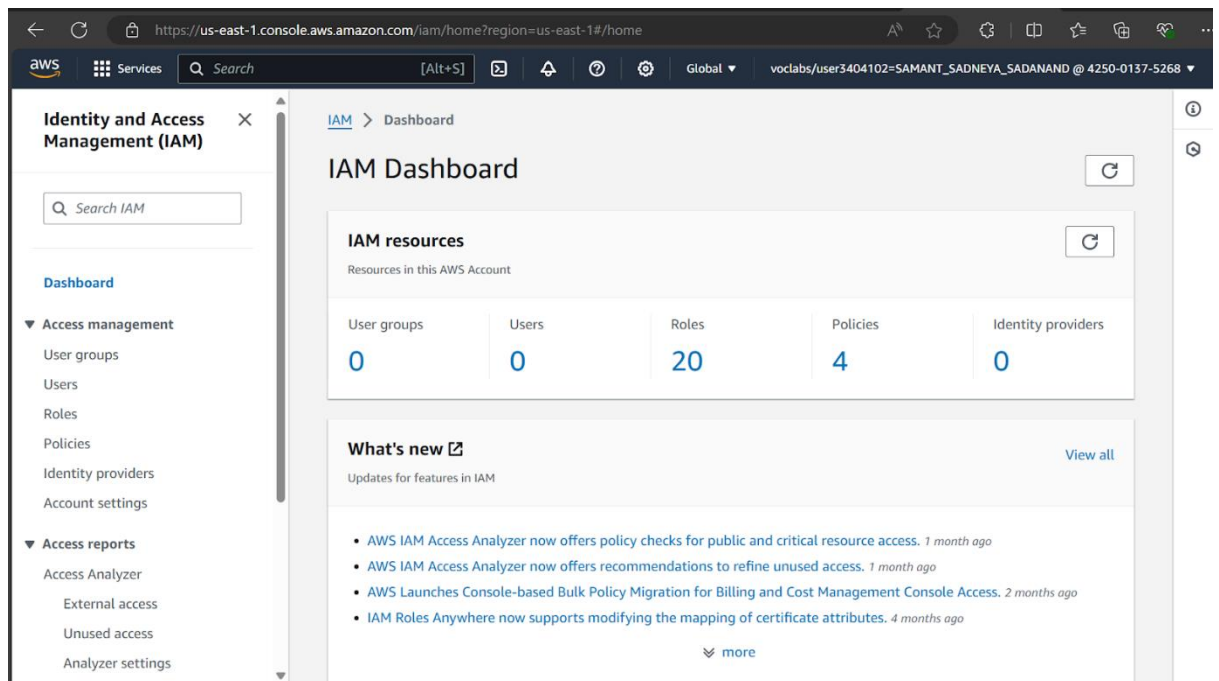 https://us-east-1.console.aws.amazon.com/iam/home?region=us-east-1#/home
aws Services Search [Alt+S] Global voclabs/user3404102=SAMANT_SADNEYA_SADANAND @ 4250-0137-5268
Identity and Access
Management (IAM)
Search IAM
Dashboard
Access management
User groups
Users
Roles
Policies
Identity providers
Account settings
Access reports
Access Analyzer
External access
Unused access
Analyzer settings
IAM > Dashboard
IAM Dashboard
IAM resources
Resources in this AWS Account
User groups Users Roles Policies Identity providers
0 0 20 4 0
What's new
View all
Updates for features in IAM
• AWS IAM Access Analyzer now offers policy checks for public and critical resource access. 1 month ago
• AWS IAM Access Analyzer now offers recommendations to refine unused access. 1 month ago
• AWS Launches Console-based Bulk Policy Migration for Billing and Cost Management Console Access. 2 months ago
• IAM Roles Anywhere now supports modifying the mapping of certificate attributes. 4 months ago
more